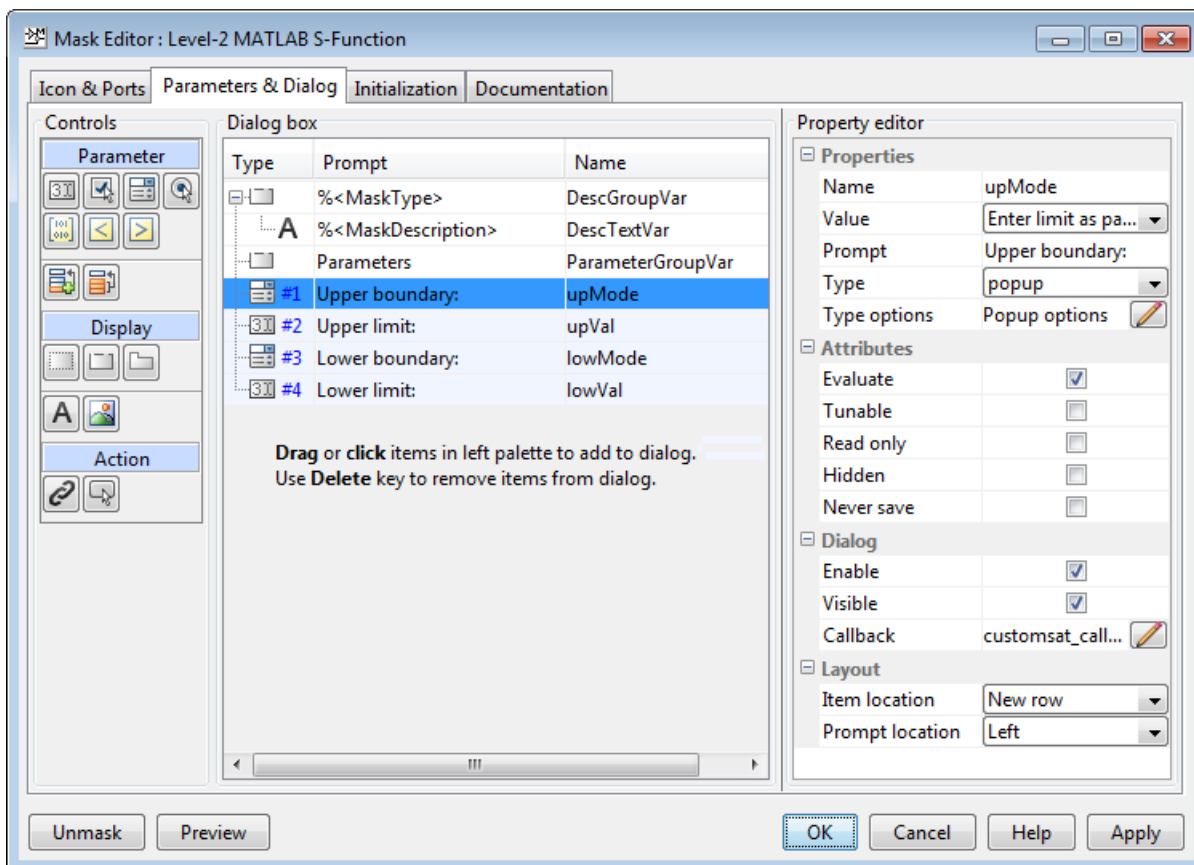 Mask Editor : Level-2 MATLAB S-Function
Icon & Ports Parameters & Dialog Initialization Documentation
Controls
Parameter
Display
A
Action
Dialog box
Type Prompt Name
%<MaskType> DescGroupVar
A %<MaskDescription> DescTextVar
Parameters ParameterGroupVar
#1 Upper boundary: upMode
#2 Upper limit: upVal
#3 Lower boundary: lowMode
#4 Lower limit: lowVal
Drag or click items in left palette to add to dialog.
Use Delete key to remove items from dialog.
Property editor
Properties
Name upMode
Value Enter limit as pa...
Prompt Upper boundary:
Type popup
Type options Popup options
Attributes
Evaluate
Tunable
Read only
Hidden
Never save
Dialog
Enable
Visible
Callback customsat_call...
Layout
Item location New row
Prompt location Left
Unmask Preview OK Cancel Help Apply